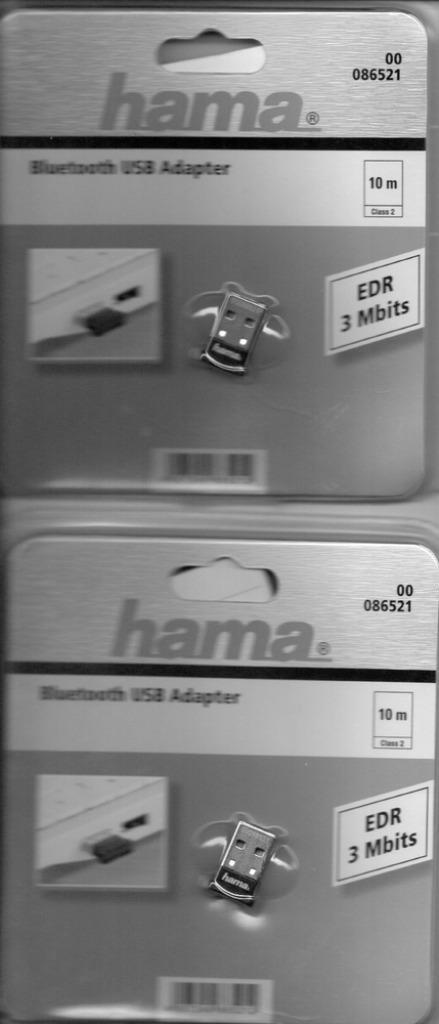 00
086521
hama®
Bluetooth USB Adapter
10 m
Class 2
EDR
3 Mbits
hama.
00
086521
hama®
Bluetooth USB Adapter
10 m
Class 2
EDR
3 Mbits
hama.